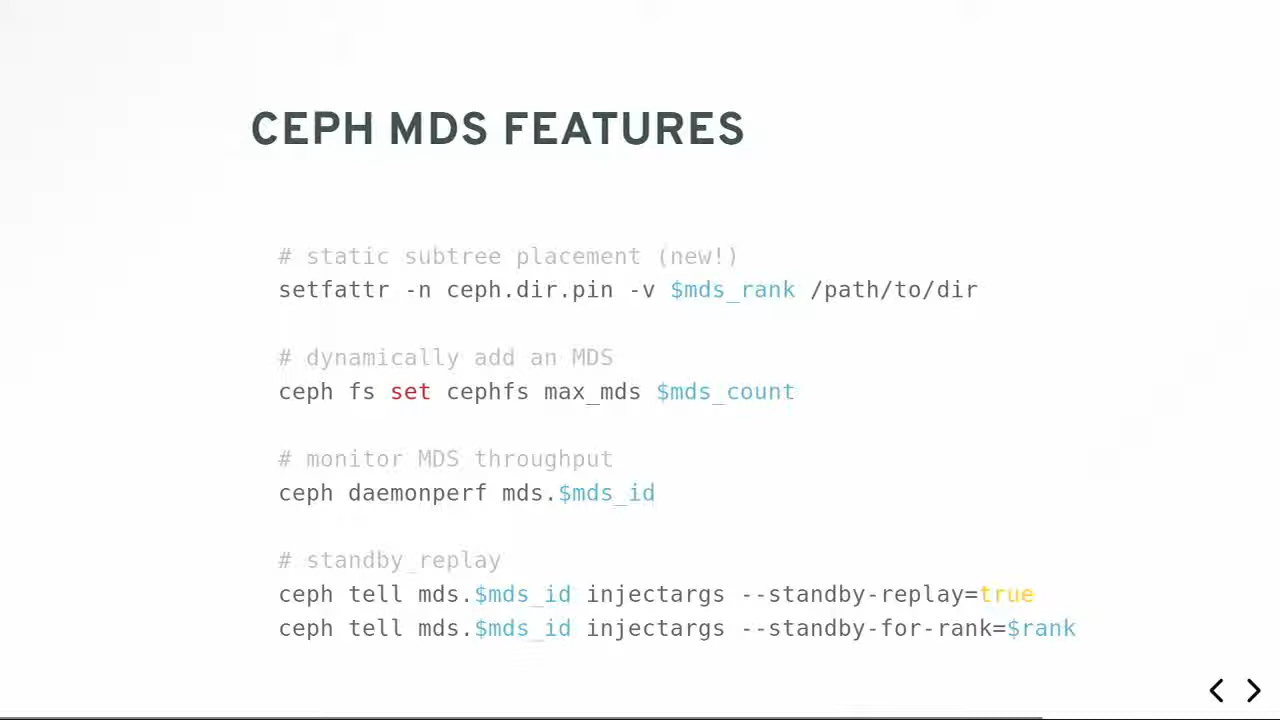 CEPH MDS FEATURES
# static subtree placement (new!)
setfattr -n ceph.dir.pin -v $mds_rank /path/to/dir
# dynamically add an MDS
ceph fs set cephfs max_mds $mds_count
# monitor MDS throughput
ceph daemonperf mds.$mds_id
# standby_replay
ceph tell mds.$mds_id injectargs --standby-replay=true
ceph tell mds.$mds_id injectargs --standby-for-rank=$rank